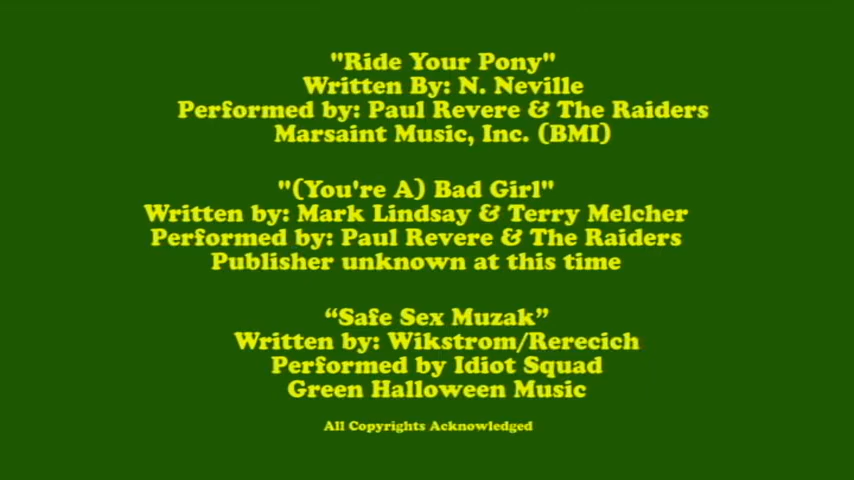 "Ride Your Pony"
Written By: N. Neville
Performed by: Paul Revere & The Raiders
Marsaint Music, Inc. (BMI)
"(You're A) Bad Girl"
Written by: Mark Lindsay & Terry Melcher
Performed by: Paul Revere & The Raiders
Publisher unknown at this time
“Safe Sex Muzak”
Written by: Wikstrom/Rerecich
Performed by Idiot Squad
Green Halloween Music
All Copyrights Acknowledged